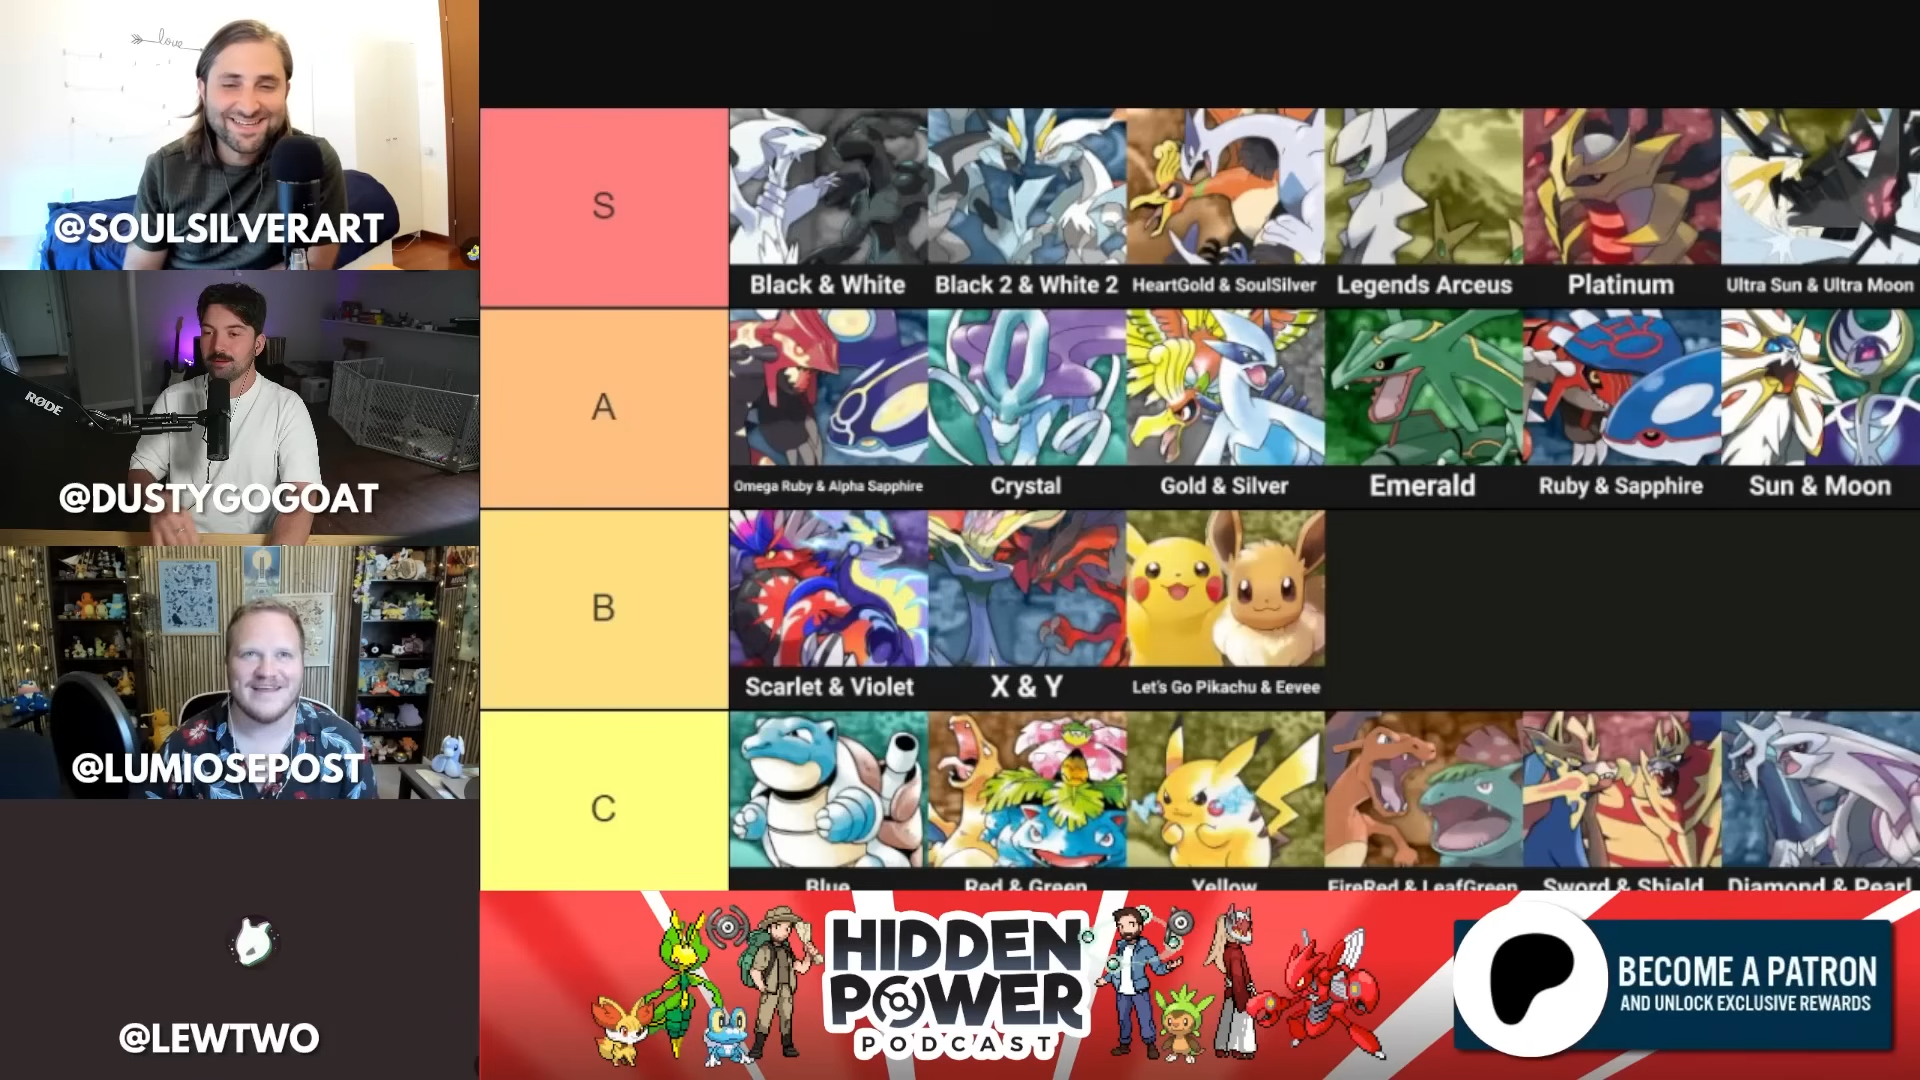 love
@SOULSILVERART
RØDE
@DUSTYGOGOAT
@LUMIOSEPOST
@LEWTWO
S
Black & White
Black 2 & White 2
HeartGold & SoulSilver
Legends Arceus
Platinum
Ultra Sun & Ultra Moon
A
Omega Ruby & Alpha Sapphire
Crystal
Gold & Silver
Emerald
Ruby & Sapphire
Sun & Moon
B
Scarlet & Violet
X & Y
Let's Go Pikachu & Eevee
C
Blue
Red & Green
Yellow
FireRed & LeafGreen
Sword & Shield
Diamond & Pearl
HIDDEN
POWER
PODCAST
BECOME A PATRON
AND UNLOCK EXCLUSIVE REWARDS